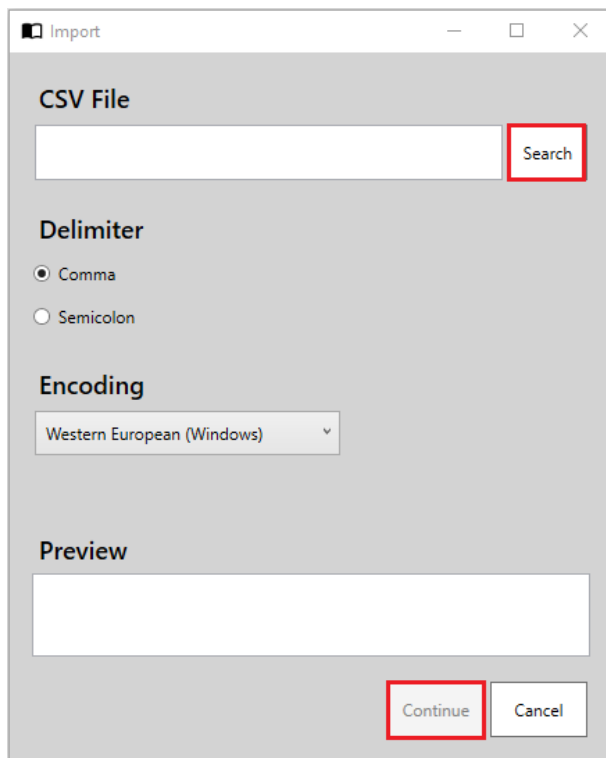 Import
CSV File
Search
Delimiter
Comma
Semicolon
Encoding
Western European (Windows)
Preview
Continue
Cancel